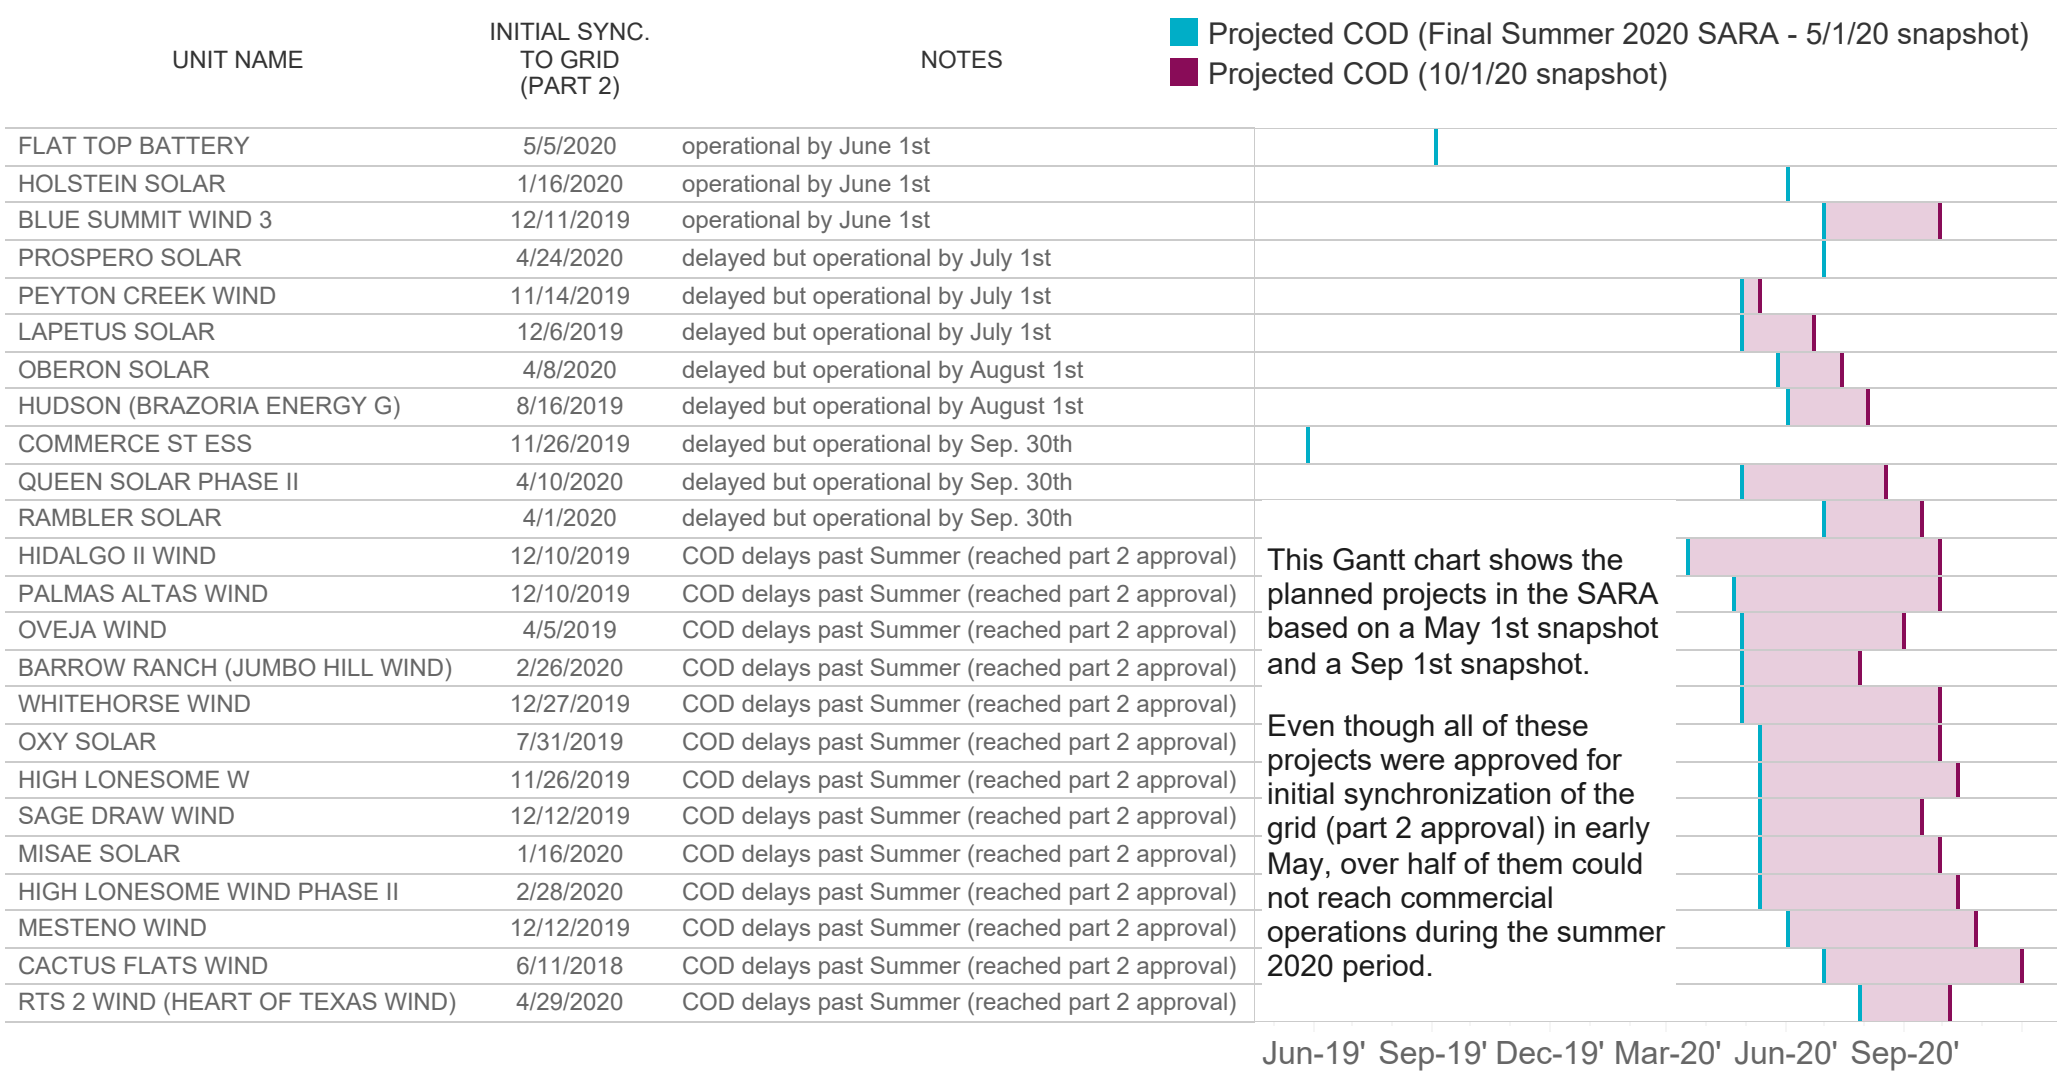 UNIT NAME
INITIAL SYNC.
TO GRID
(PART 2)
NOTES
Projected COD (Final Summer 2020 SARA - 5/1/20 snapshot)
Projected COD (10/1/20 snapshot)
FLAT TOP BATTERY 5/5/2020 operational by June 1st
HOLSTEIN SOLAR 1/16/2020 operational by June 1st
BLUE SUMMIT WIND 3 12/11/2019 operational by June 1st
PROSPERO SOLAR 4/24/2020 delayed but operational by July 1st
PEYTON CREEK WIND 11/14/2019 delayed but operational by July 1st
LAPETUS SOLAR 12/6/2019 delayed but operational by July 1st
OBERON SOLAR 4/8/2020 delayed but operational by August 1st
HUDSON (BRAZORIA ENERGY G) 8/16/2019 delayed but operational by August 1st
COMMERCE ST ESS 11/26/2019 delayed but operational by Sep. 30th
QUEEN SOLAR PHASE II 4/10/2020 delayed but operational by Sep. 30th
RAMBLER SOLAR 4/1/2020 delayed but operational by Sep. 30th
HIDALGO II WIND 12/10/2019 COD delays past Summer (reached part 2 approval)
PALMAS ALTAS WIND 12/10/2019 COD delays past Summer (reached part 2 approval)
OVEJA WIND 4/5/2019 COD delays past Summer (reached part 2 approval)
BARROW RANCH (JUMBO HILL WIND) 2/26/2020 COD delays past Summer (reached part 2 approval)
WHITEHORSE WIND 12/27/2019 COD delays past Summer (reached part 2 approval)
OXY SOLAR 7/31/2019 COD delays past Summer (reached part 2 approval)
HIGH LONESOME W 11/26/2019 COD delays past Summer (reached part 2 approval)
SAGE DRAW WIND 12/12/2019 COD delays past Summer (reached part 2 approval)
MISAE SOLAR 1/16/2020 COD delays past Summer (reached part 2 approval)
HIGH LONESOME WIND PHASE II 2/28/2020 COD delays past Summer (reached part 2 approval)
MESTENO WIND 12/12/2019 COD delays past Summer (reached part 2 approval)
CACTUS FLATS WIND 6/11/2018 COD delays past Summer (reached part 2 approval)
RTS 2 WIND (HEART OF TEXAS WIND) 4/29/2020 COD delays past Summer (reached part 2 approval)
This Gantt chart shows the
planned projects in the SARA
based on a May 1st snapshot
and a Sep 1st snapshot.
Even though all of these
projects were approved for
initial synchronization of the
grid (part 2 approval) in early
May, over half of them could
not reach commercial
operations during the summer
2020 period.
Jun-19' Sep-19' Dec-19' Mar-20' Jun-20' Sep-20'